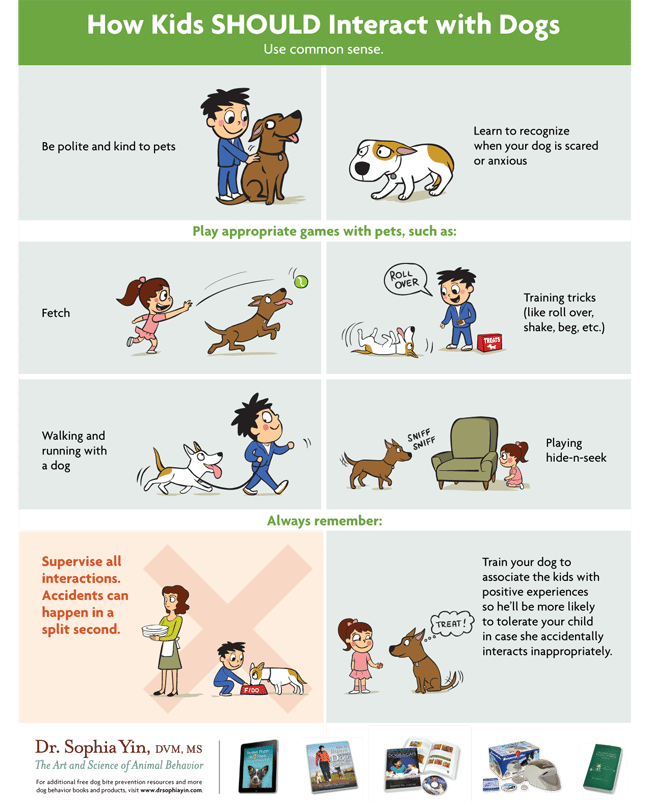 How Kids SHOULD Interact with Dogs
Use common sense.
Be polite and kind to pets
Learn to recognize
when your dog is scared
or anxious
Play appropriate games with pets, such as:
Fetch
ROLL
OVER
TREATS
Training tricks
(like roll over,
shake, beg, etc.)
Walking and
running with
a dog
SNIFF
SNIFF
Playing
hide-n-seek
Always remember:
Supervise all
interactions.
Accidents can
happen in a
split second.
FIDO
TREAT!
Train your dog to
associate the kids with
positive experiences
so he'll be more likely
to tolerate your child
in case she accidentally
interacts inappropriately.
Dr. Sophia Yin, DVM, MS
The Art and Science of Animal Behavior
For additional free dog bite prevention resources and more
dog behavior books and products, visit www.drsophiayin.com.